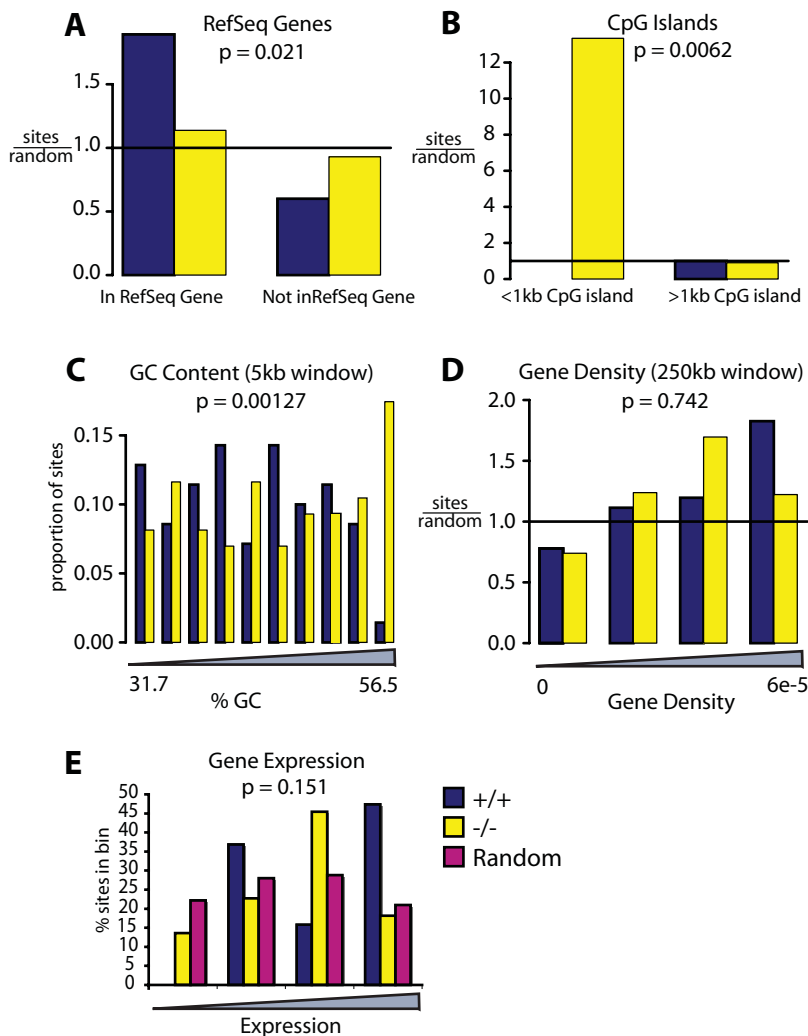 A
RefSeq Genes
p = 0.021
1.5
1.0
0.5
0.0
sites
random
In RefSeq Gene
Not inRefSeq Gene
B
CpG Islands
p = 0.0062
12
10
8
6
4
2
0
sites
random
<1kb CpG island
>1kb CpG island
C
GC Content (5kb window)
p = 0.00127
0.15
0.10
0.05
0.00
proportion of sites
31.7
56.5
% GC
D
Gene Density (250kb window)
p = 0.742
2.0
1.5
1.0
0.5
0.0
sites
random
0
6e-5
Gene Density
E
Gene Expression
p = 0.151
50
45
40
35
30
25
20
15
10
5
0
% sites in bin
Expression
+/+
-/-
Random